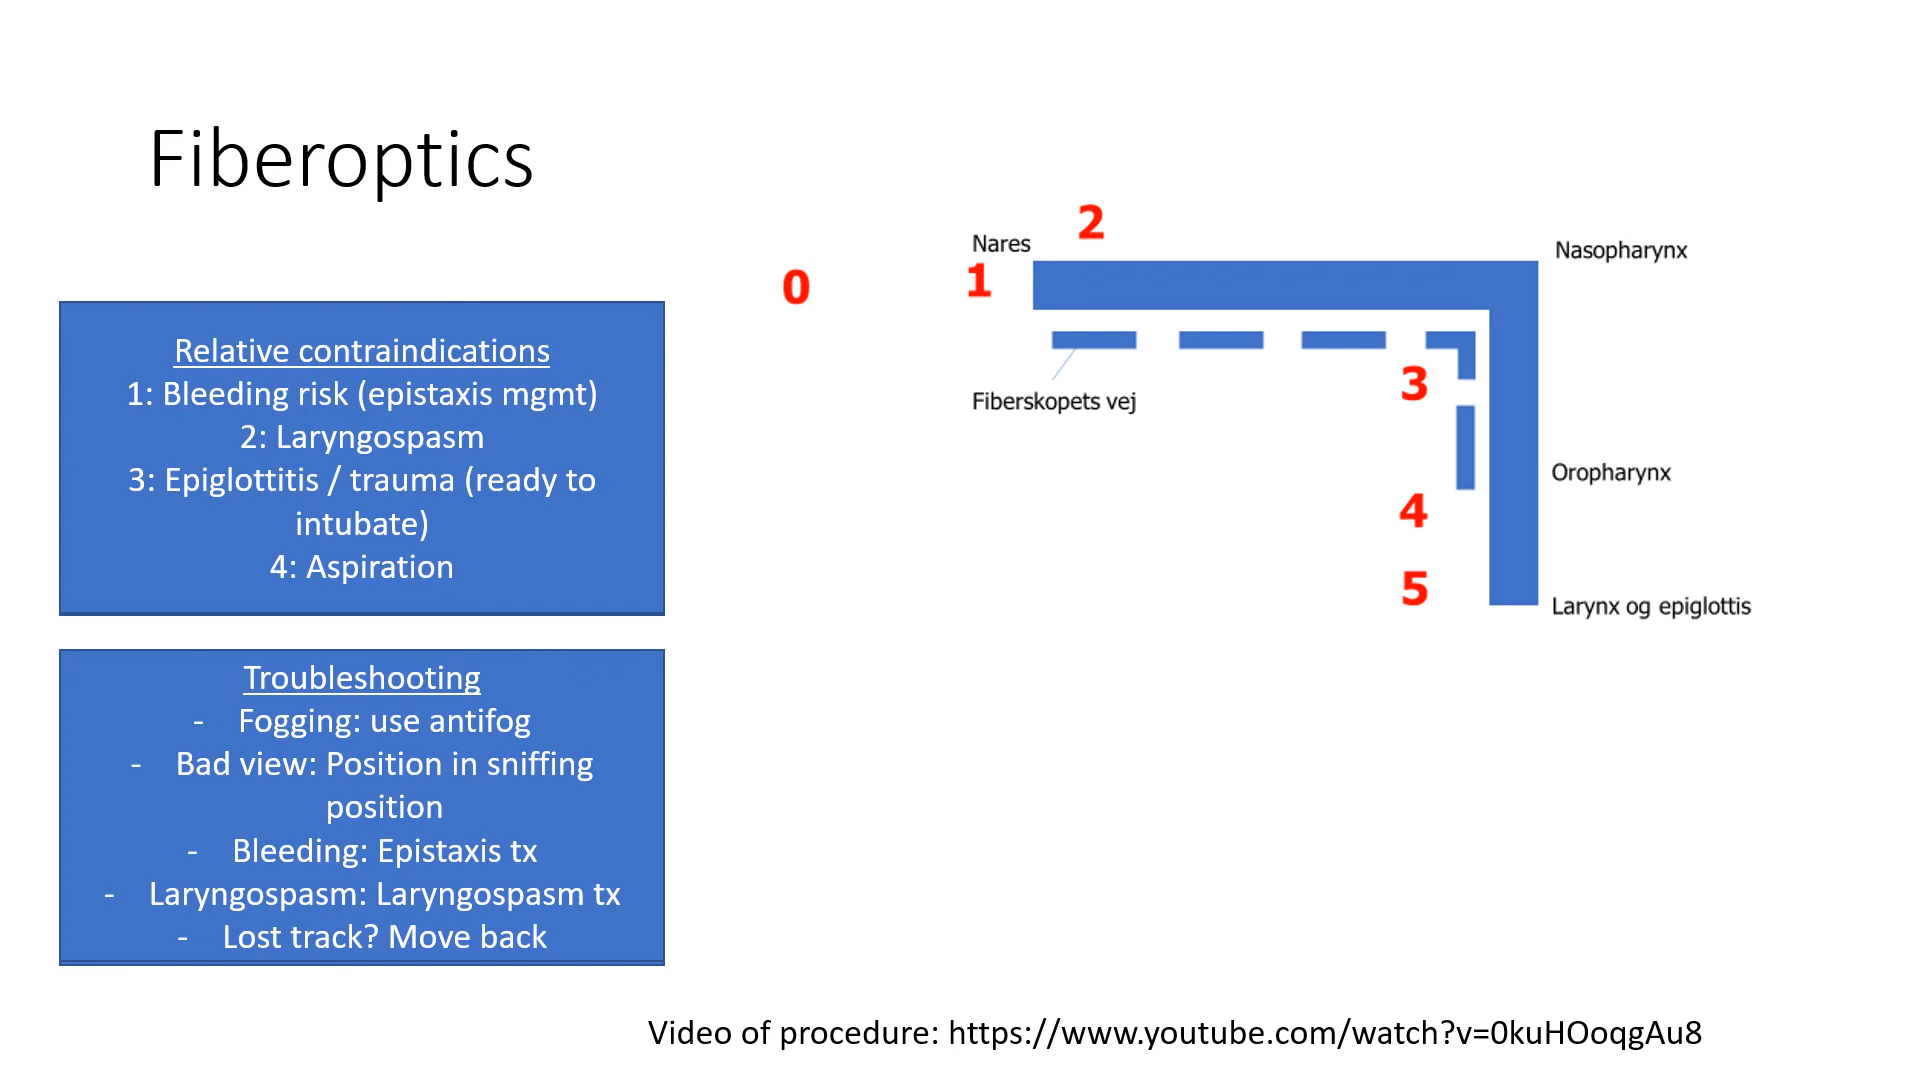 Fiberoptics
Relative contraindications
1: Bleeding risk (epistaxis mgmt)
2: Laryngospasm
3: Epiglottitis / trauma (ready to
intubate)
4: Aspiration
Troubleshooting
- Fogging: use antifog
- Bad view: Position in sniffing
position
- Bleeding: Epistaxis tx
- Laryngospasm: Laryngospasm tx
- Lost track? Move back
0
Nares
1
2
Nasopharynx
Fiberskopets vej
3
Oropharynx
4
5
Larynx og epiglottis
Video of procedure: https://www.youtube.com/watch?v=0kuHOoqgAu8